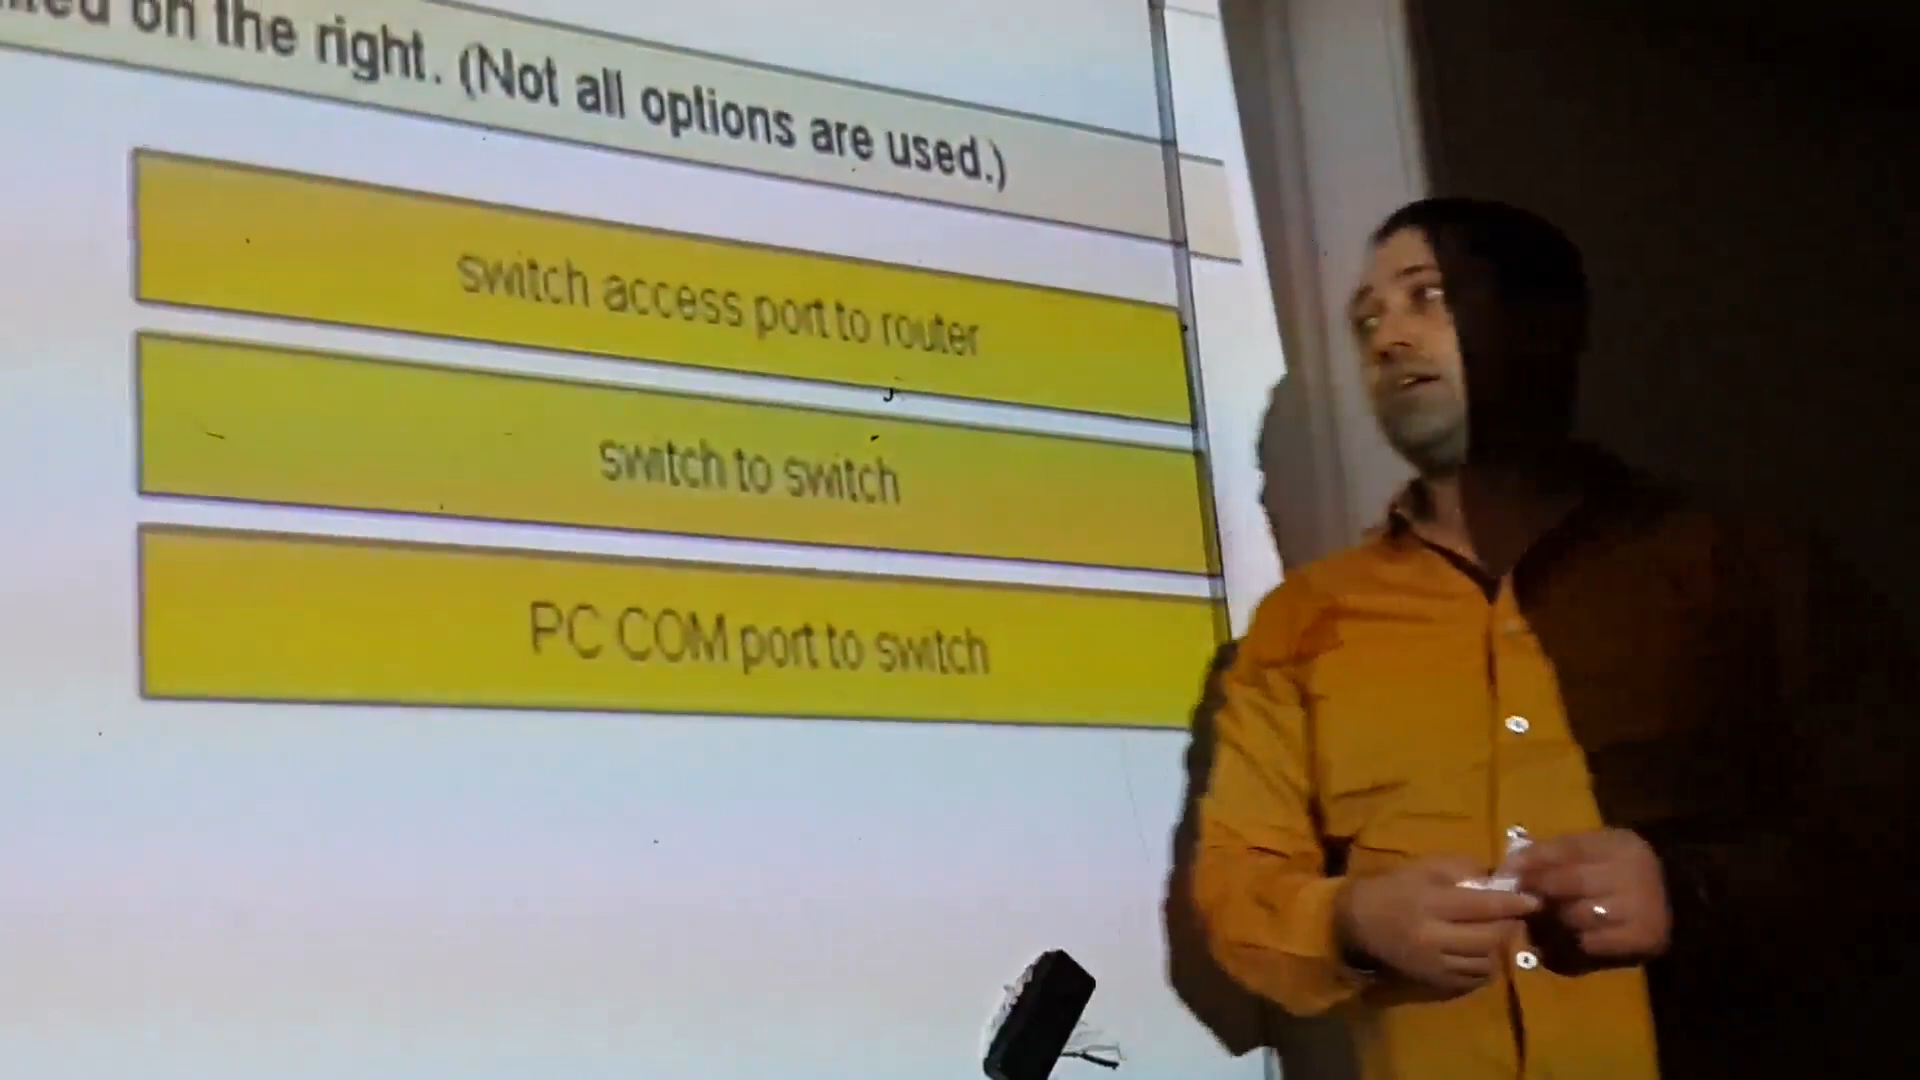 on the right. (Not all options are used.)
switch access port to router
switch to switch
PC COM port to switch